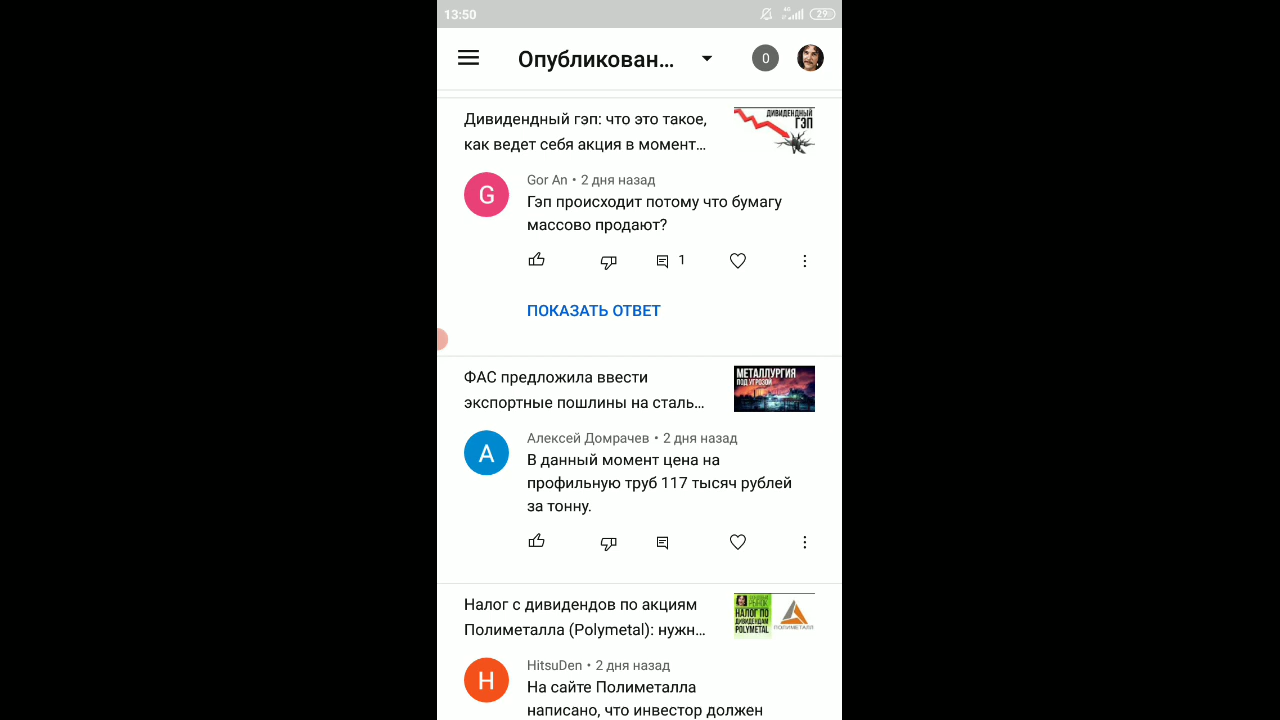 13:50
4G
29
Опубликован...
0
Дивидендный гэп: что это такое,
как ведет себя акция в момент...
ДИВИДЕНДНЫЙ
ГЭП
G
Gor An • 2 дня назад
Гэп происходит потому что бумагу
массово продают?
1
ПОКАЗАТЬ ОТВЕТ
ФАС предложила ввести
экспортные пошлины на сталь...
МЕТАЛЛУРГИЯ
ПОД УГРОЗОЙ
А
Алексей Домрачев • 2 дня назад
В данный момент цена на
профильную труб 117 тысяч рублей
за тонну.
Налог с дивидендов по акциям
Полиметалла (Polymetal): нужн...
НАЛОГ ПО
ДИВИДЕНДАМ
POLYMETAL
ПОЛИМЕТАЛЛ
H
HitsuDen • 2 дня назад
На сайте Полиметалла
написано, что инвестор должен